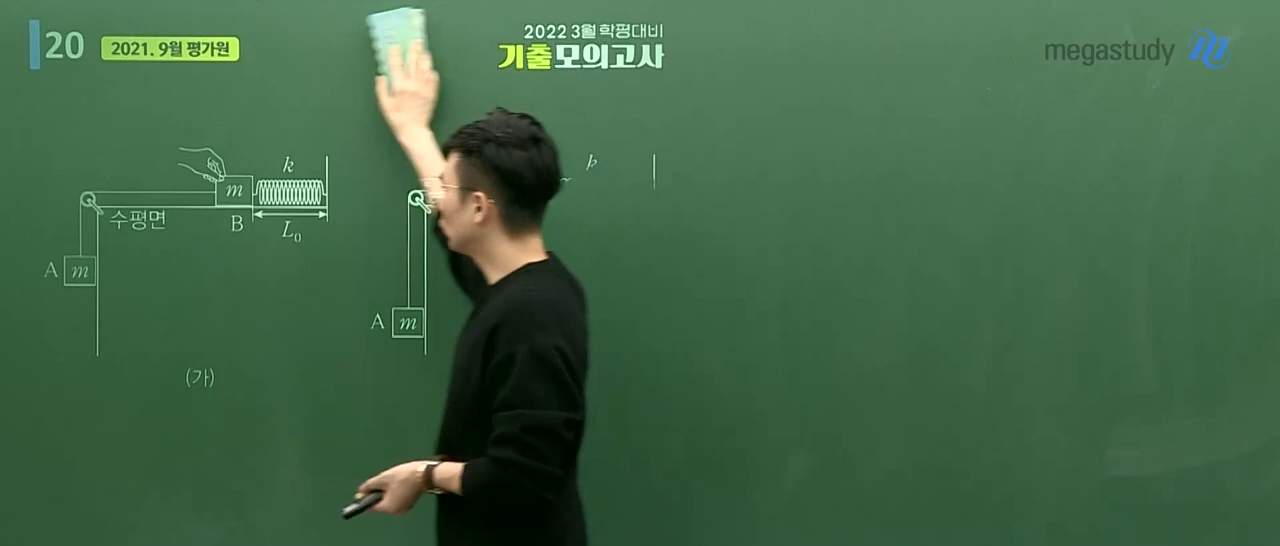 20 2021. 9월 평가원
2022 3월 학평대비
기출모의고사
megastudy
k
m
수평면
B
L₀
A m
(가)
k
A m